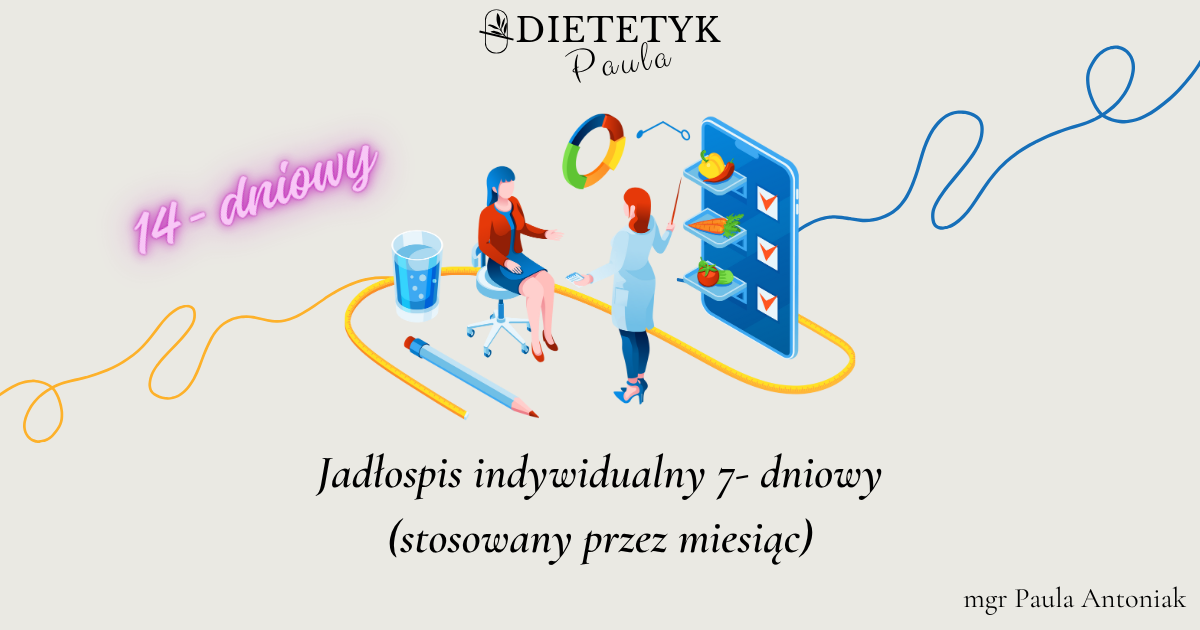 DIETETYK
Paula
14 - dniowy
Jadłospis indywidualny 7- dniowy
(stosowany przez miesiąc)
mgr Paula Antoniak